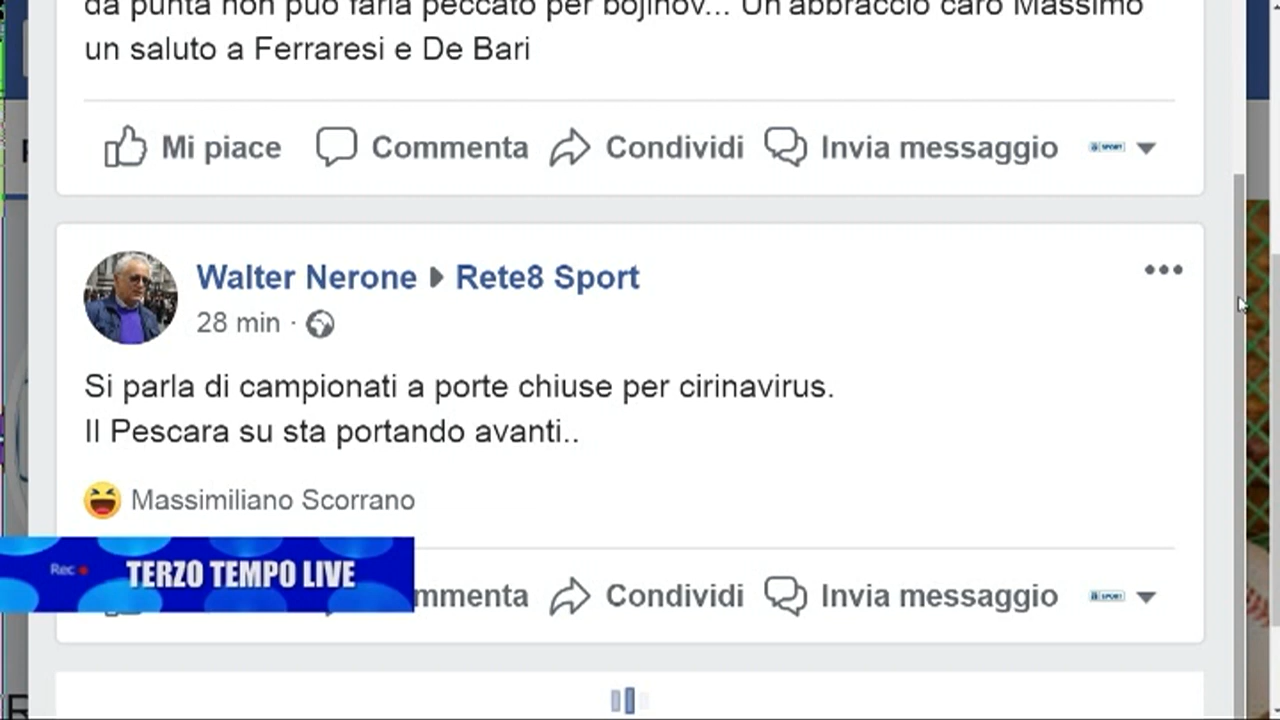 da punta non può farla peccato per bojinov... Un'abbraccio caro Massimo
un saluto a Ferraresi e De Bari
Mi piace Commenta Condividi Invia messaggio
SPORT
Walter Nerone Rete8 Sport
28 min ·
Si parla di campionati a porte chiuse per cirinavirus.
Il Pescara su sta portando avanti..
Massimiliano Scorrano
Rec TERZO TEMPO LIVE
mmenta Condividi Invia messaggio
SPORT